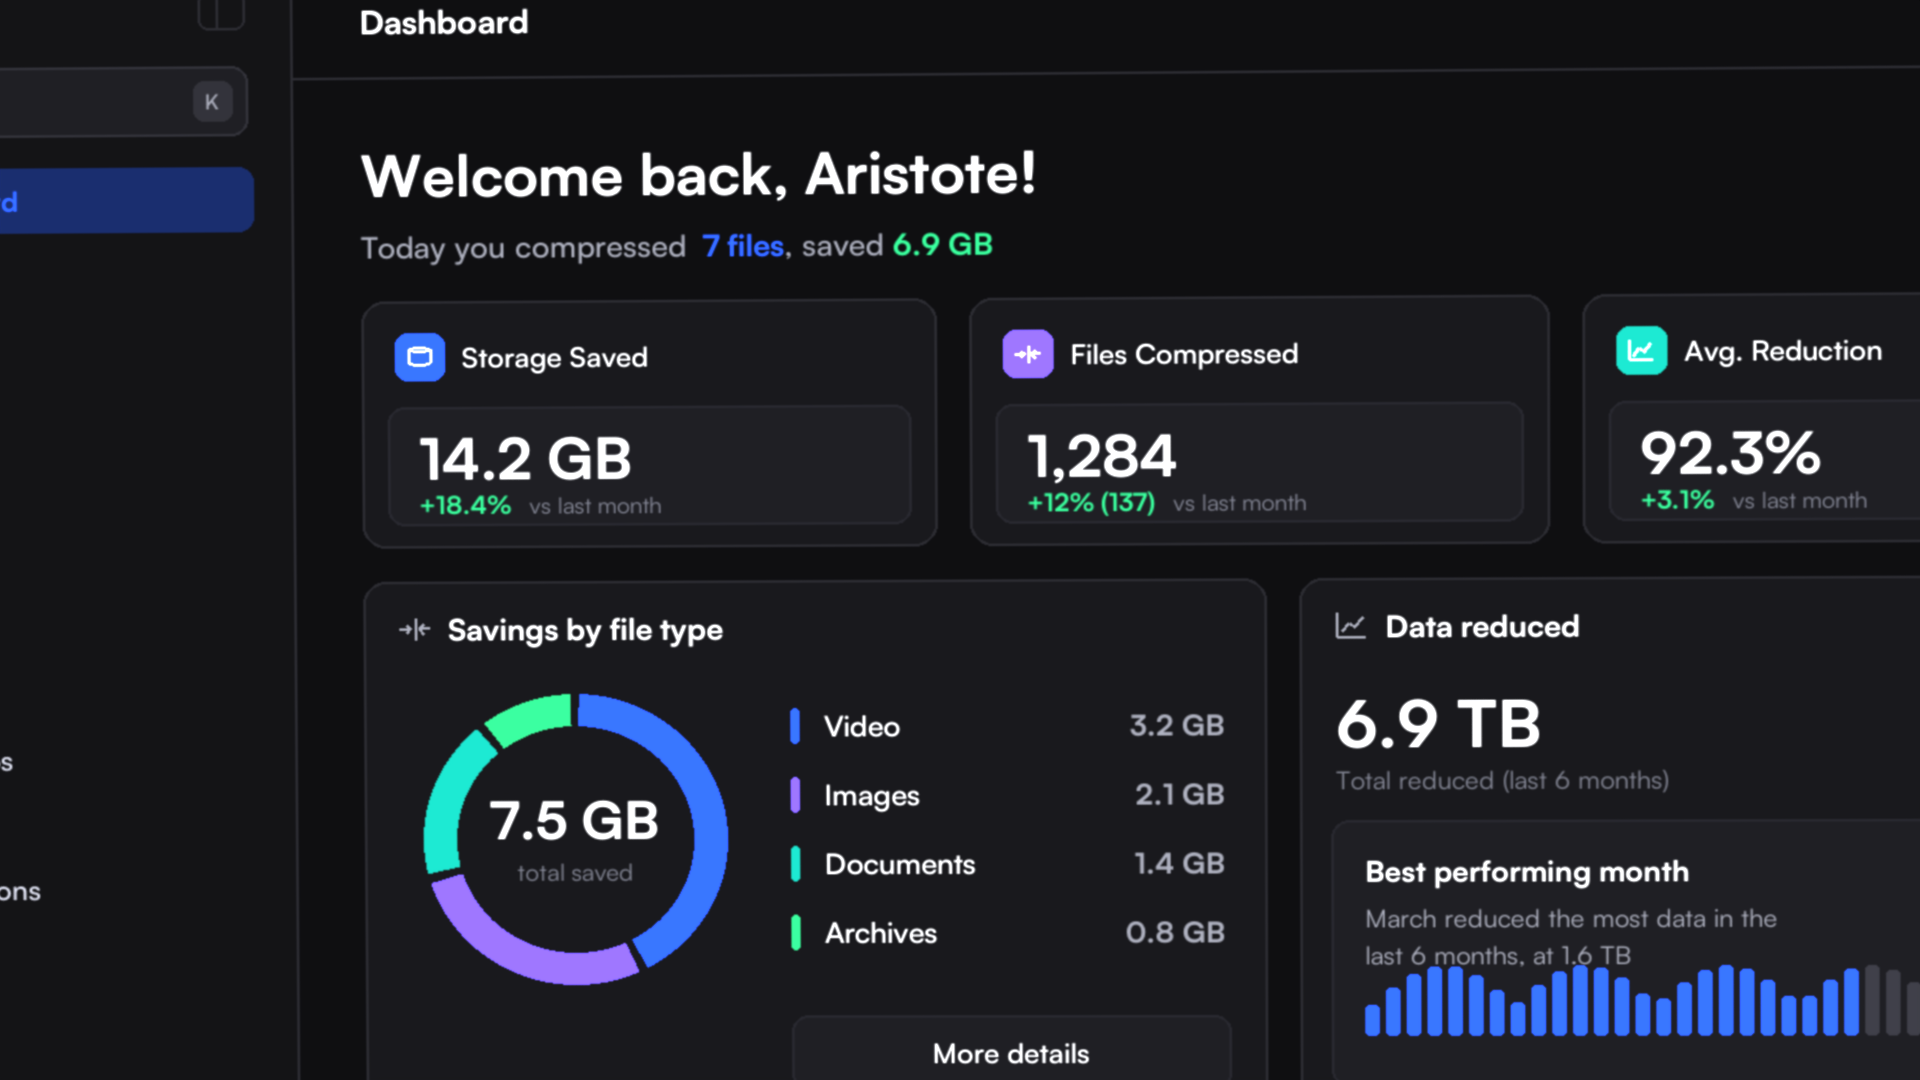 Dashboard
K
d
Welcome back, Aristote!
Today you compressed 7 files, saved 6.9 GB
Storage Saved
14.2 GB
+18.4% vs last month
Files Compressed
1,284
+12% (137) vs last month
Avg. Reduction
92.3%
+3.1% vs last month
Savings by file type
7.5 GB
total saved
Video 3.2 GB
Images 2.1 GB
Documents 1.4 GB
Archives 0.8 GB
More details
Data reduced
6.9 TB
Total reduced (last 6 months)
Best performing month
March reduced the most data in the
last 6 months, at 1.6 TB
s
ons